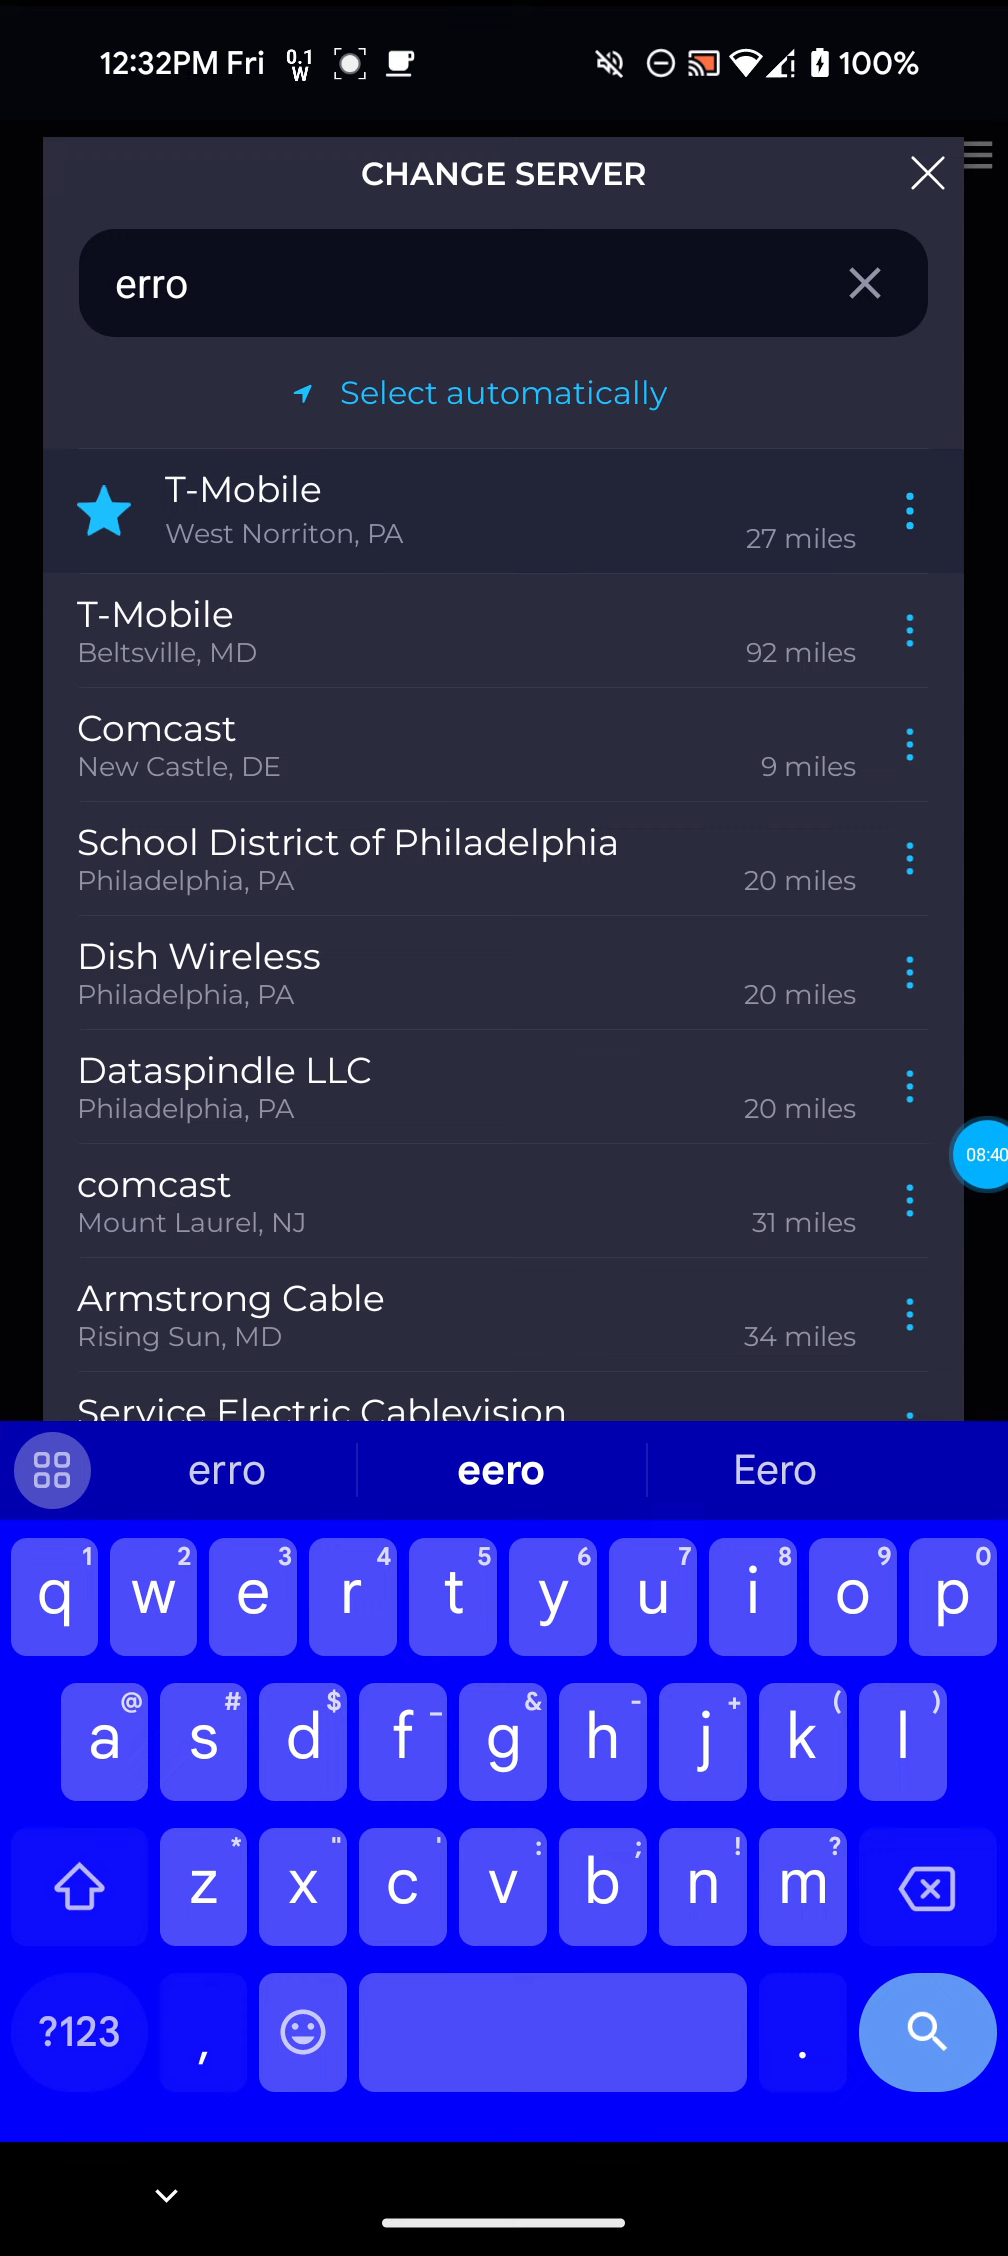 12:32PM Fri 0.1 W 100%
CHANGE SERVER
erro
Select automatically
T-Mobile
West Norriton, PA 27 miles
T-Mobile
Beltsville, MD 92 miles
Comcast
New Castle, DE 9 miles
School District of Philadelphia
Philadelphia, PA 20 miles
Dish Wireless
Philadelphia, PA 20 miles
Dataspindle LLC
Philadelphia, PA 20 miles
08:40
comcast
Mount Laurel, NJ 31 miles
Armstrong Cable
Rising Sun, MD 34 miles
Service Electric Cablevision
erro eero Eero
1 2 3 4 5 6 7 8 9 0
q w e r t y u i o p
@ # $ _ & - + ( )
a s d f g h j k l
* " ' : ; ! ?
z x c v b n m
?123 , .